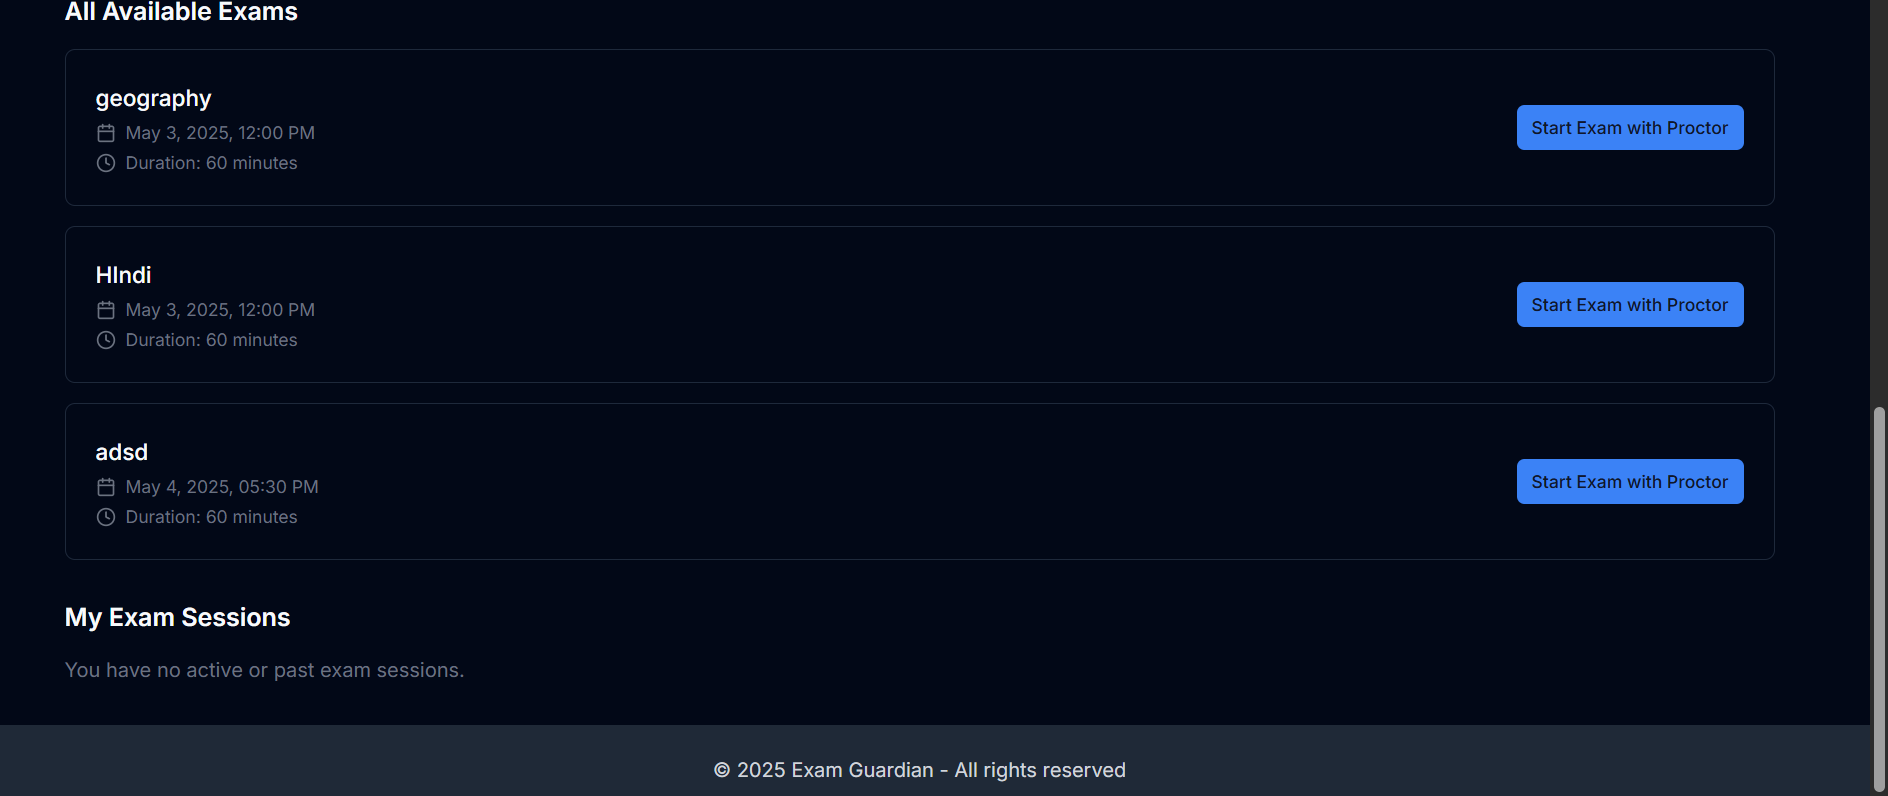 All Available Exams
geography
May 3, 2025, 12:00 PM
Duration: 60 minutes
Start Exam with Proctor
HIndi
May 3, 2025, 12:00 PM
Duration: 60 minutes
Start Exam with Proctor
adsd
May 4, 2025, 05:30 PM
Duration: 60 minutes
Start Exam with Proctor
My Exam Sessions
You have no active or past exam sessions.
© 2025 Exam Guardian - All rights reserved